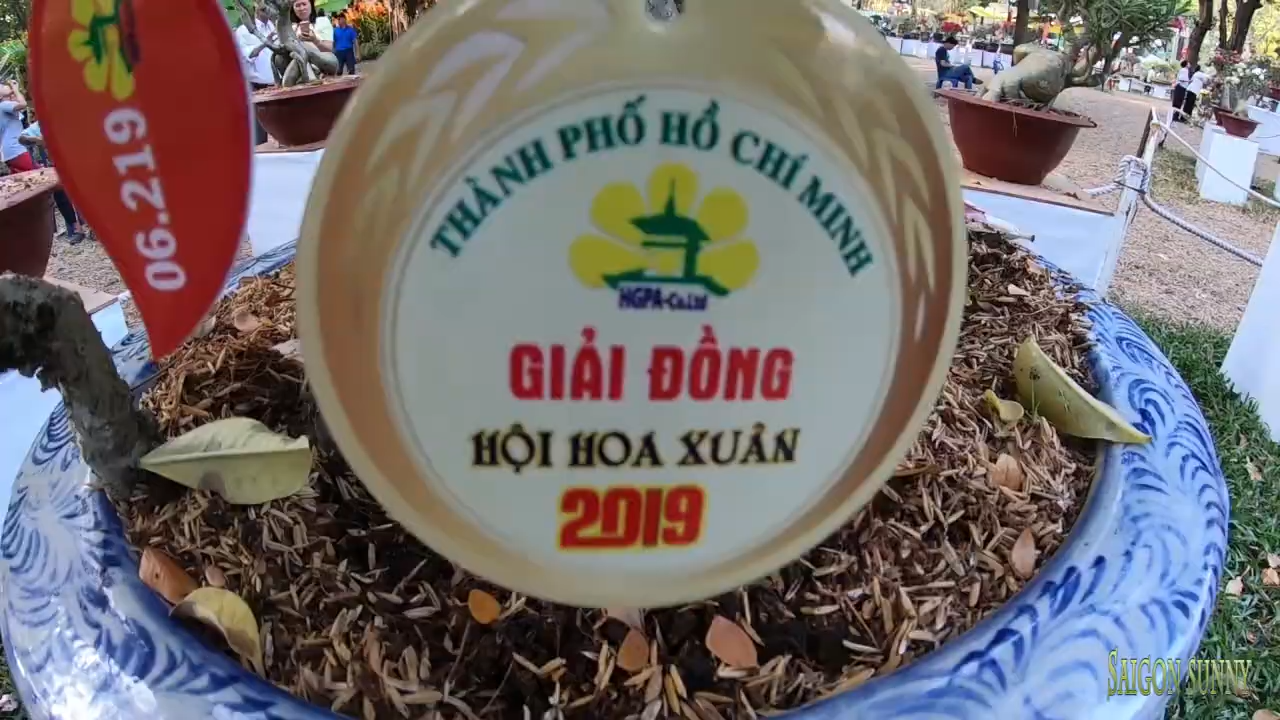 06.219
THÀNH PHỐ HỒ CHÍ MINH
HGPA-Co.Ltd
GIẢI ĐỒNG
HỘI HOA XUÂN
2019
SAIGON SUNNY